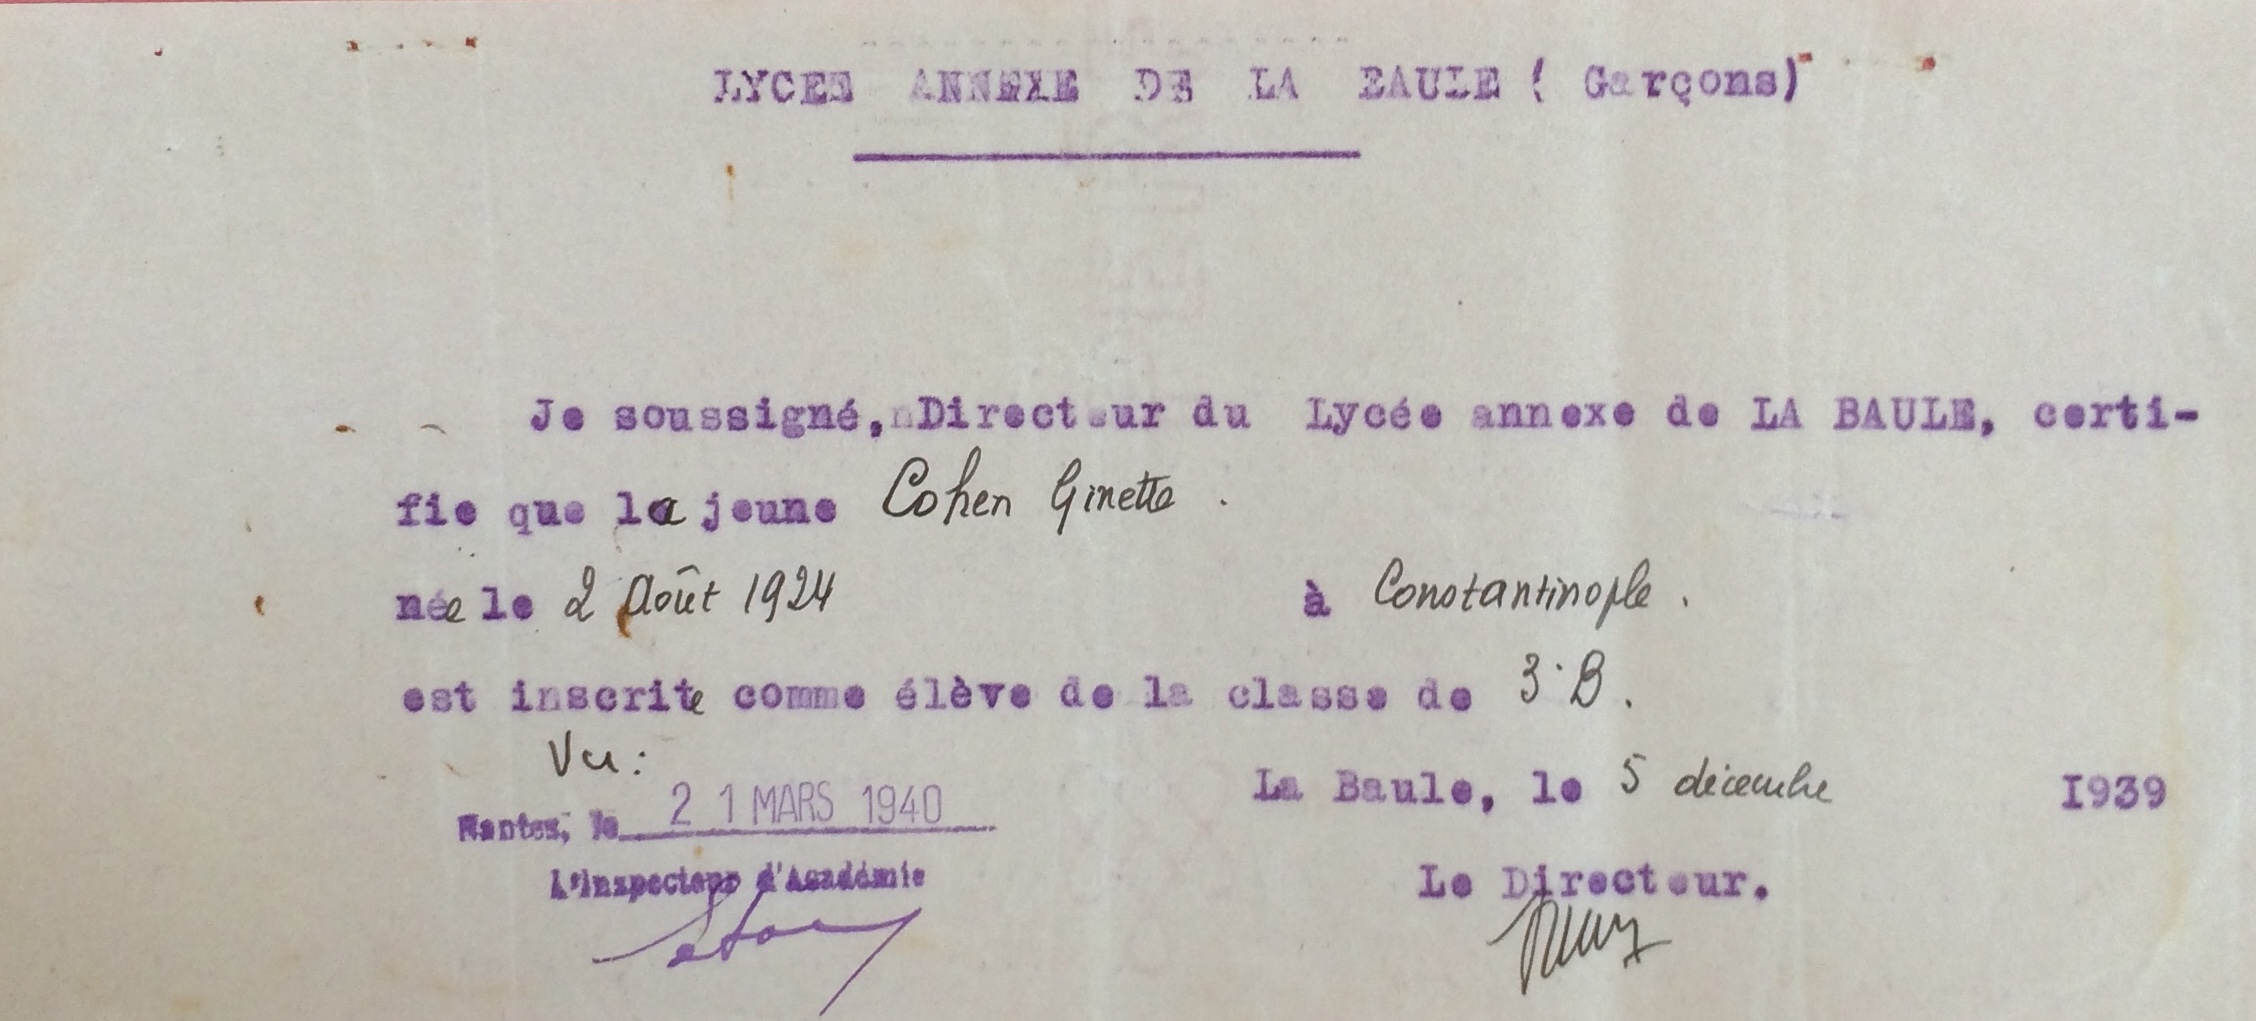 LYCEE ANNEXE DE LA BAULE ( Garçons)
Je soussigné, Directeur du Lycée annexe de LA BAULE, certi-
fie que la jeune Cohen Ginette .
née le 2 Août 1924 à Constantinople .
est inscrite comme élève de la classe de 3ᵉ B .
Vu :
La Baule, le 5 décembre 1939
Nantes, le 21 MARS 1940
L'Inspecteur d'Académie
Le Directeur.